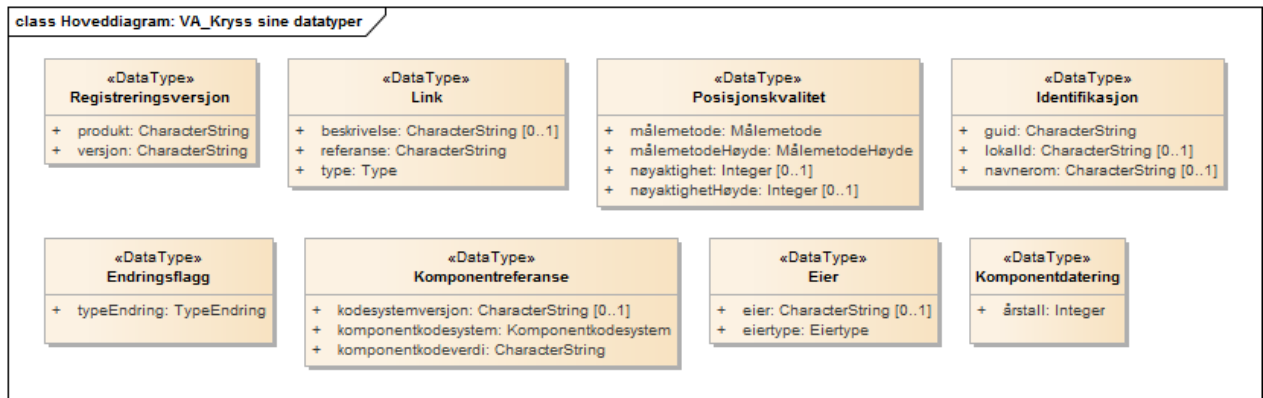 class Hoveddiagram: VA_Kryss sine datatyper
«DataType»
Registreringsversjon
+ produkt: CharacterString
+ versjon: CharacterString
«DataType»
Link
+ beskrivelse: CharacterString [0..1]
+ referanse: CharacterString
+ type: Type
«DataType»
Posisjonskvalitet
+ målemetode: Målemetode
+ målemetodeHøyde: MålemetodeHøyde
+ nøyaktighet: Integer [0..1]
+ nøyaktighetHøyde: Integer [0..1]
«DataType»
Identifikasjon
+ guid: CharacterString
+ lokalId: CharacterString [0..1]
+ navnerom: CharacterString [0..1]
«DataType»
Endringsflagg
+ typeEndring: TypeEndring
«DataType»
Komponentreferanse
+ kodesystemversjon: CharacterString [0..1]
+ komponentkodesystem: Komponentkodesystem
+ komponentkodeverdi: CharacterString
«DataType»
Eier
+ eier: CharacterString [0..1]
+ eiertype: Eiertype
«DataType»
Komponentdatering
+ årstall: Integer